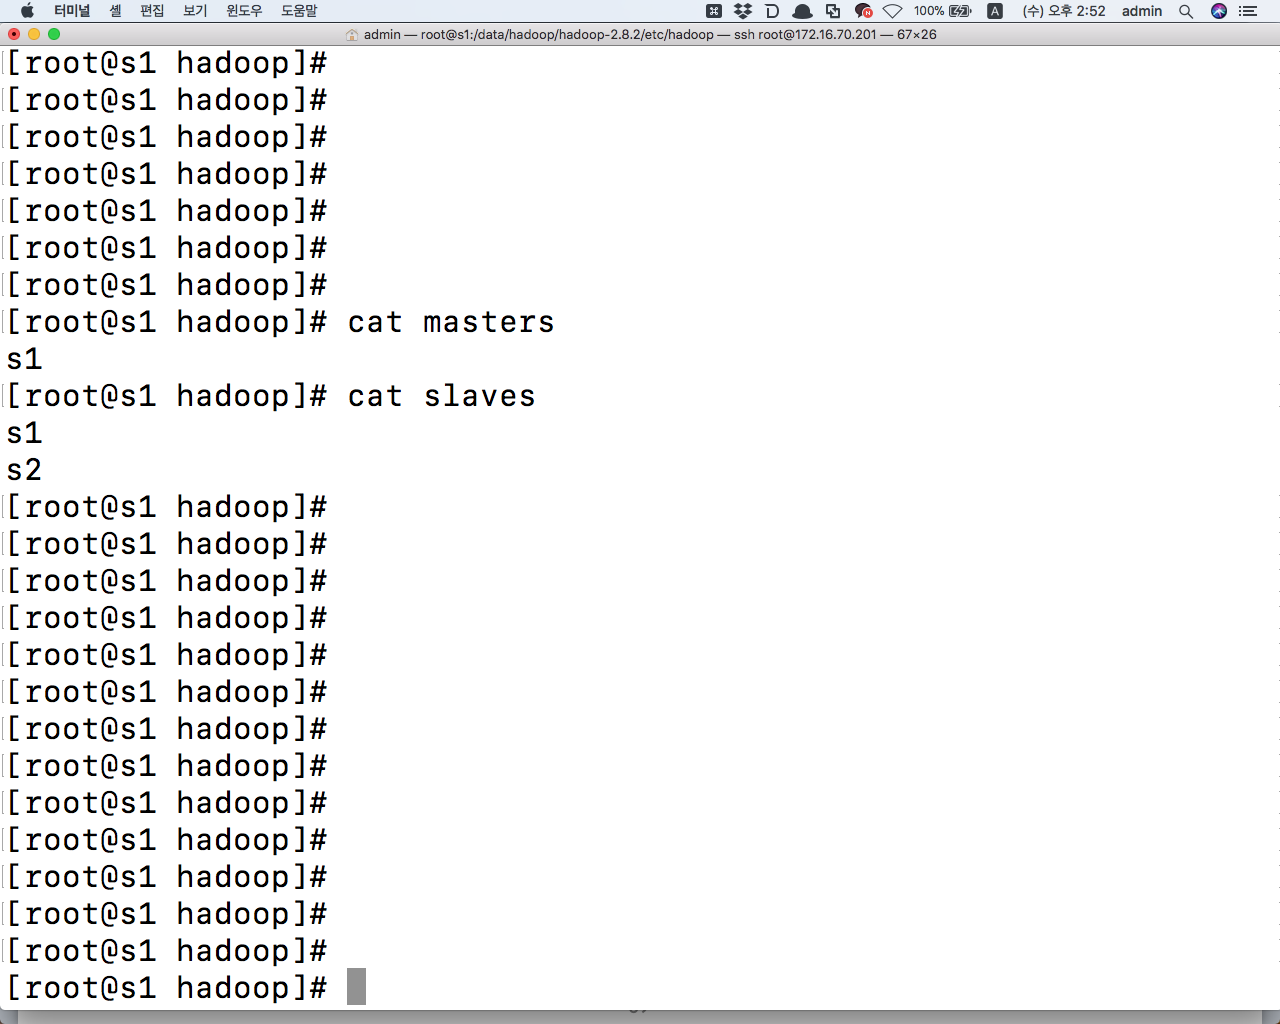 터미널 셸 편집 보기 윈도우 도움말 100% A (수) 오후 2:52 admin
admin — root@s1:/data/hadoop/hadoop-2.8.2/etc/hadoop — ssh root@172.16.70.201 — 67×26
[root@s1 hadoop]#
[root@s1 hadoop]#
[root@s1 hadoop]#
[root@s1 hadoop]#
[root@s1 hadoop]#
[root@s1 hadoop]#
[root@s1 hadoop]#
[root@s1 hadoop]# cat masters
s1
[root@s1 hadoop]# cat slaves
s1
s2
[root@s1 hadoop]#
[root@s1 hadoop]#
[root@s1 hadoop]#
[root@s1 hadoop]#
[root@s1 hadoop]#
[root@s1 hadoop]#
[root@s1 hadoop]#
[root@s1 hadoop]#
[root@s1 hadoop]#
[root@s1 hadoop]#
[root@s1 hadoop]#
[root@s1 hadoop]#
[root@s1 hadoop]#
[root@s1 hadoop]#